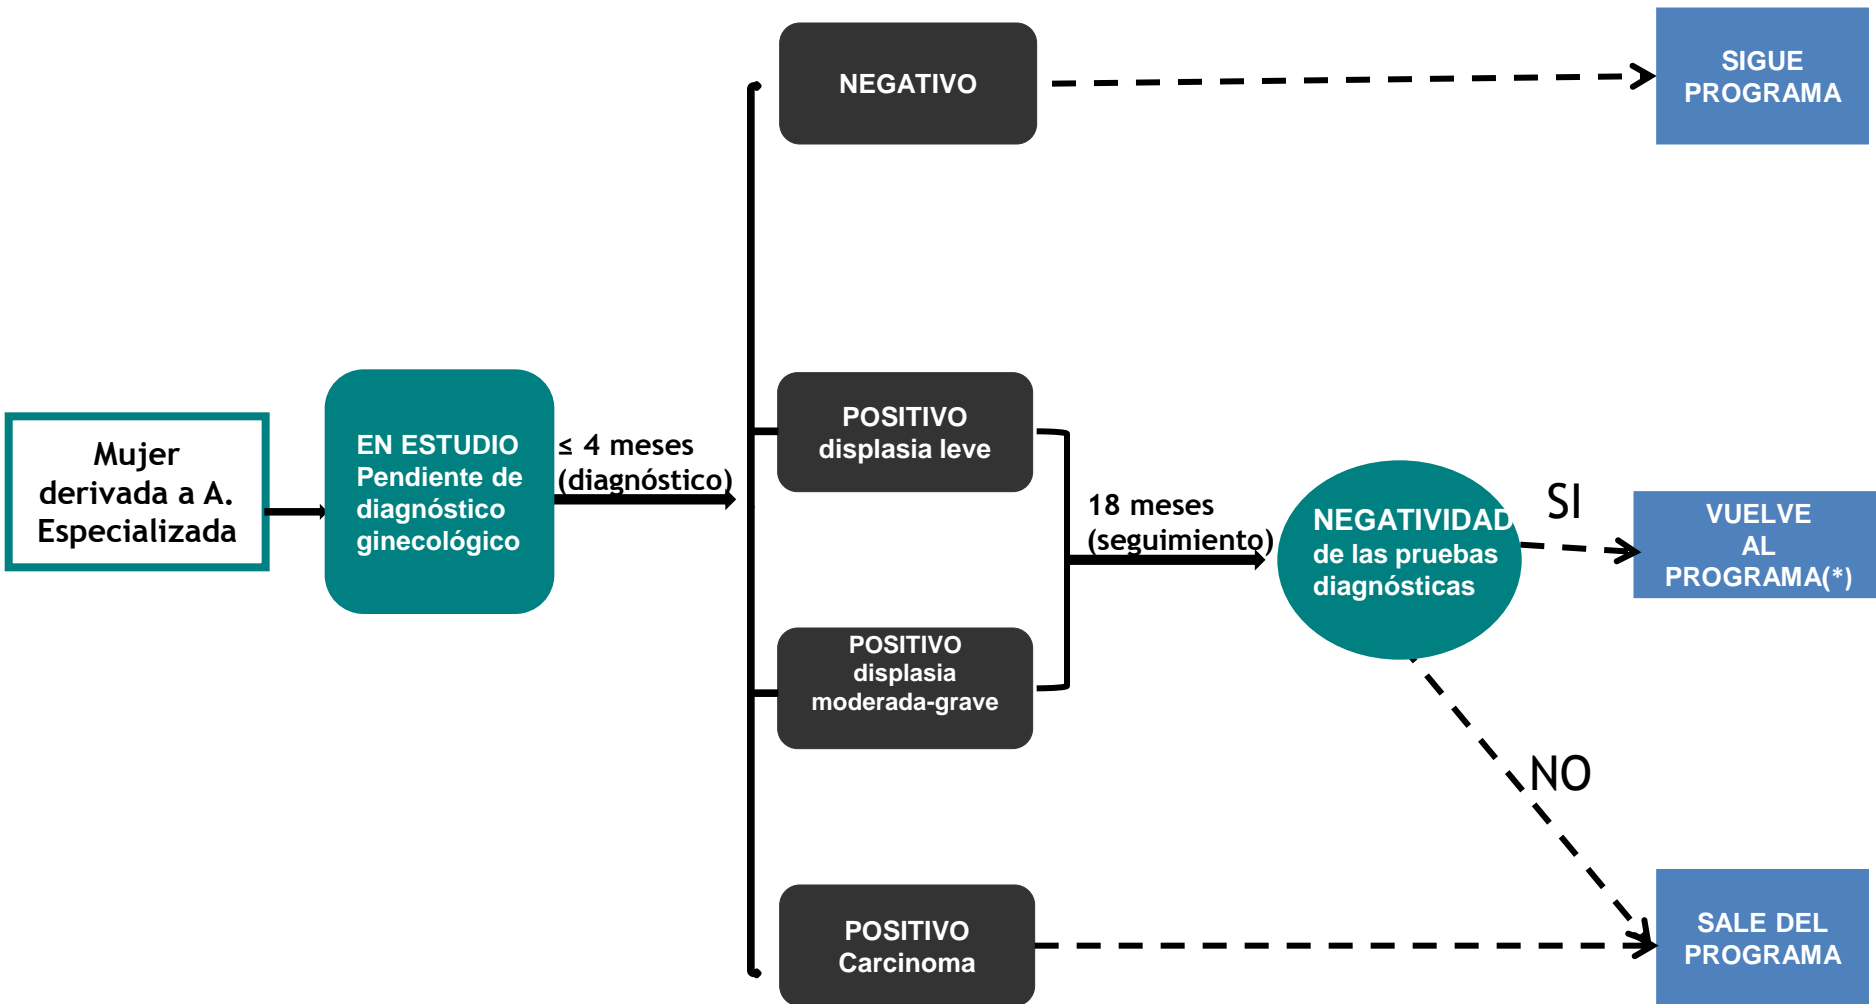 Mujer
derivada a A.
Especializada
EN ESTUDIO
Pendiente de
diagnóstico
ginecológico
≤ 4 meses
(diagnóstico)
NEGATIVO
SIGUE
PROGRAMA
POSITIVO
displasia leve
POSITIVO
displasia
moderada-grave
18 meses
(seguimiento)
NEGATIVIDAD
de las pruebas
diagnósticas
SI
VUELVE
AL
PROGRAMA(*)
NO
POSITIVO
Carcinoma
SALE DEL
PROGRAMA